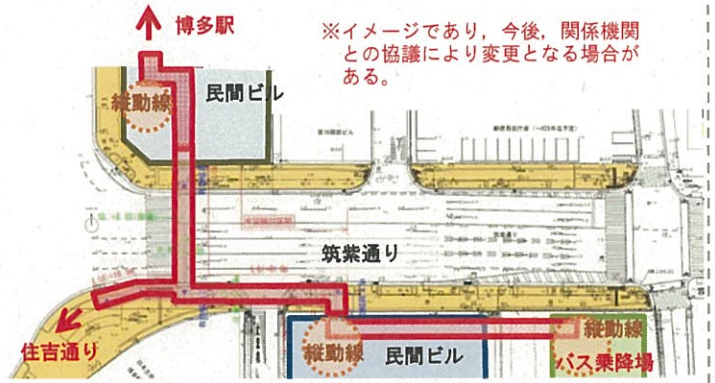 博多駅
※イメージであり，今後，関係機関
との協議により変更となる場合が
ある。
民間ビル
縦動線
筑紫通り
住吉通り
縦動線
民間ビル
縦動線
バス乗降場